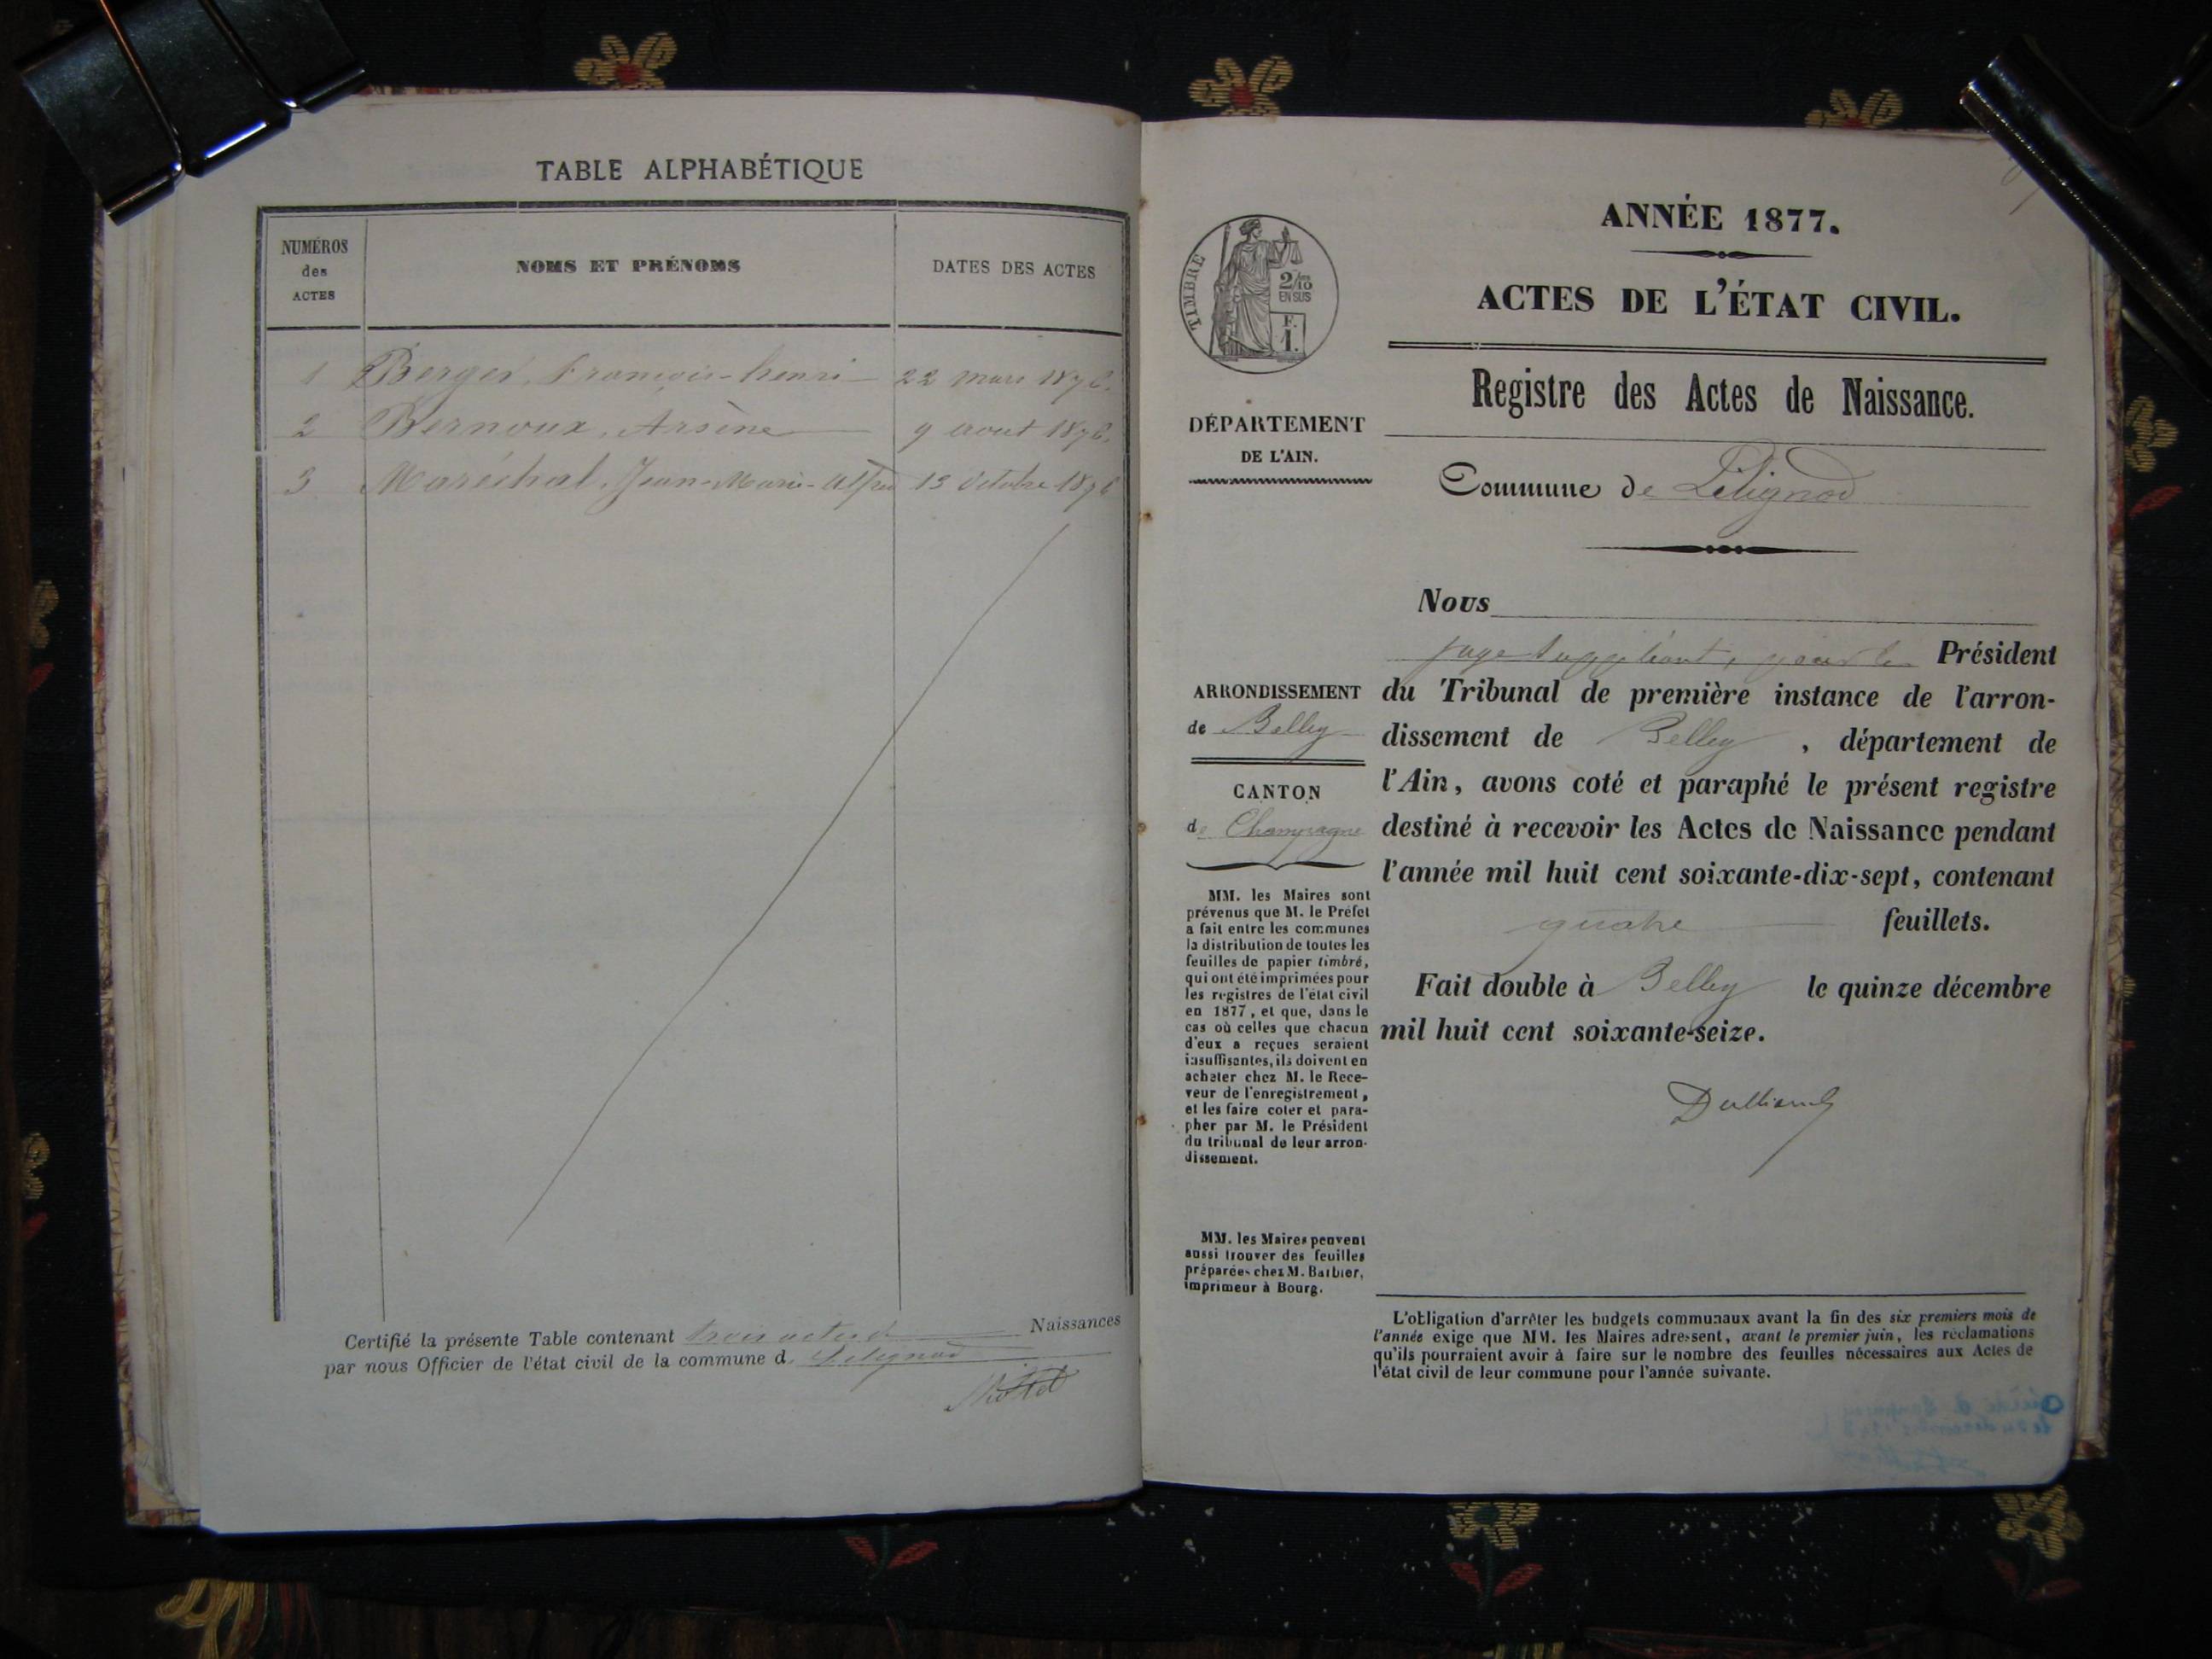 TABLE ALPHABÉTIQUE
NUMÉROS des ACTES
NOMS ET PRÉNOMS
DATES DES ACTES
1 Berger, François-henri 22 mars 1876.
2 Bernoux, Arsène 9 aout 1876.
3 Maréchal, Jean-Marie-Alfred 13 Octobre 1876
Certifié la présente Table contenant trois actes de Naissances
par nous Officier de l'état civil de la commune d
ANNÉE 1877.
ACTES DE L'ÉTAT CIVIL.
Registre des Actes de Naissance.
Commune de
TIMBRE
2/10
EN SUS
F.
1.
DÉPARTEMENT
DE L'AIN.
ARRONDISSEMENT
de Belley
CANTON
de Champagne
MM. les Maires sont
prévenus que M. le Préfet
a fait entre les communes
la distribution de toutes les
feuilles de papier timbré,
qui ont été imprimées pour
les registres de l'état civil
en 1877, et que, dans le
cas où celles que chacun
d'eux a reçues seraient
insuffisantes, ils doivent en
acheter chez M. le Rece-
veur de l'enregistrement,
et les faire coter et para-
pher par M. le Président
du tribunal de leur arron-
dissement.
MM. les Maires peuvent
aussi trouver des feuilles
préparées chez M. Barbier,
imprimeur à Bourg.
Nous
juge suppléant, pour le Président
du Tribunal de première instance de l'arron-
dissement de Belley, département de
l'Ain, avons coté et paraphé le présent registre
destiné à recevoir les Actes de Naissance pendant
l'année mil huit cent soixante-dix-sept, contenant
quatre feuillets.
Fait double à Belley le quinze décembre
mil huit cent soixante-seize.
L'obligation d'arrêter les budgets communaux avant la fin des six premiers mois de
l'année exige que MM. les Maires adressent, avant le premier juin, les réclamations
qu'ils pourraient avoir à faire sur le nombre des feuilles nécessaires aux Actes de
l'état civil de leur commune pour l'année suivante.